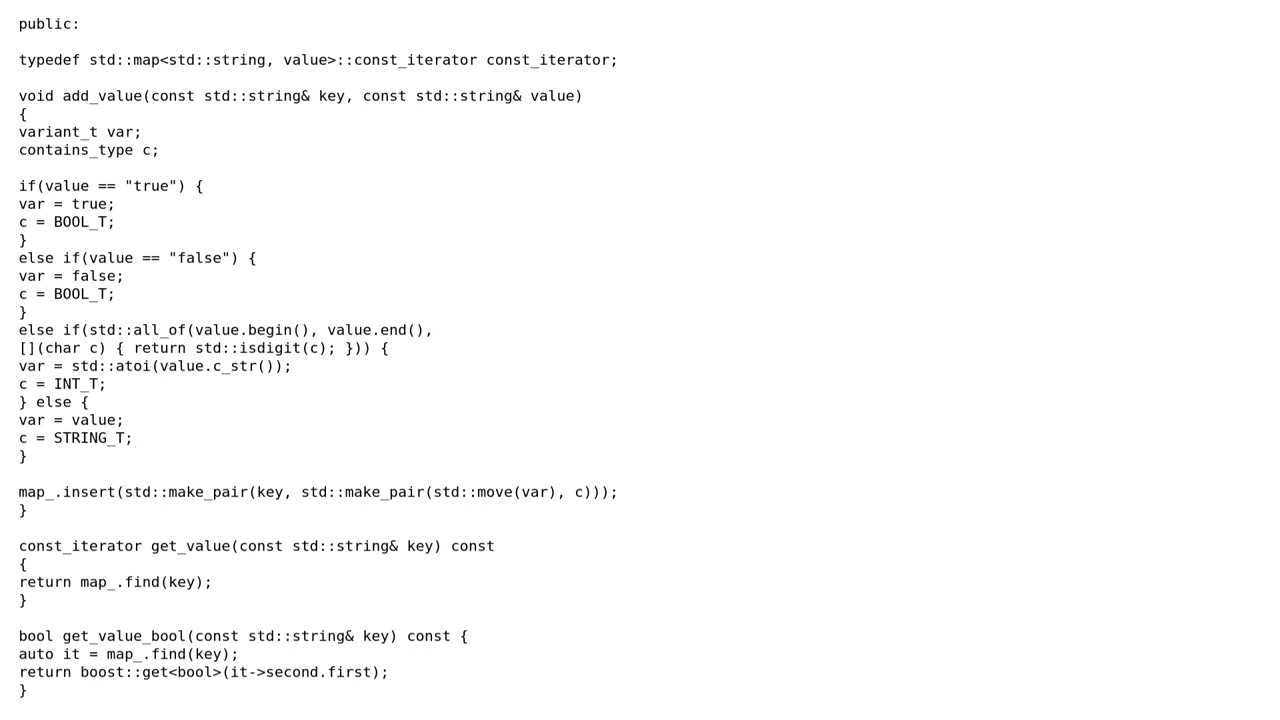 public:
typedef std::map<std::string, value>::const_iterator const_iterator;
void add_value(const std::string& key, const std::string& value)
{
variant_t var;
contains_type c;
if(value == "true") {
var = true;
c = BOOL_T;
}
else if(value == "false") {
var = false;
c = BOOL_T;
}
else if(std::all_of(value.begin(), value.end(),
[](char c) { return std::isdigit(c); })) {
var = std::atoi(value.c_str());
c = INT_T;
} else {
var = value;
c = STRING_T;
}
map_.insert(std::make_pair(key, std::make_pair(std::move(var), c)));
}
const_iterator get_value(const std::string& key) const
{
return map_.find(key);
}
bool get_value_bool(const std::string& key) const {
auto it = map_.find(key);
return boost::get<bool>(it->second.first);
}